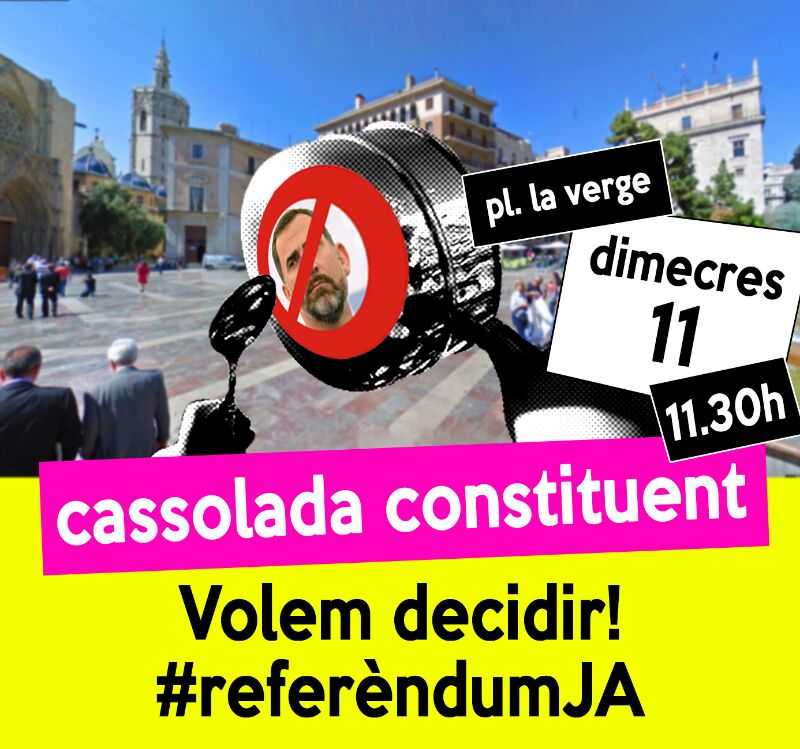 pl. la verge
dimecres
11
11.30h
cassolada constituent
Volem decidir!
#referèndumJA